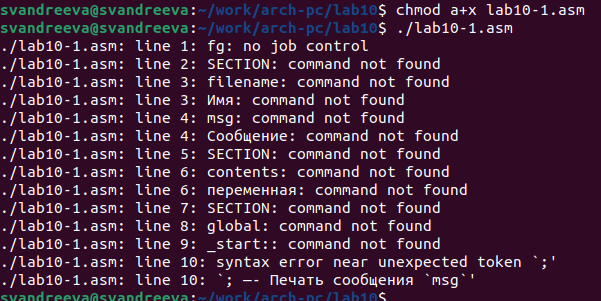 svandreeva@svandreeva:~/work/arch-pc/lab10$ chmod a+x lab10-1.asm
svandreeva@svandreeva:~/work/arch-pc/lab10$ ./lab10-1.asm
./lab10-1.asm: line 1: fg: no job control
./lab10-1.asm: line 2: SECTION: command not found
./lab10-1.asm: line 3: filename: command not found
./lab10-1.asm: line 3: Имя: command not found
./lab10-1.asm: line 4: msg: command not found
./lab10-1.asm: line 4: Сообщение: command not found
./lab10-1.asm: line 5: SECTION: command not found
./lab10-1.asm: line 6: contents: command not found
./lab10-1.asm: line 6: переменная: command not found
./lab10-1.asm: line 7: SECTION: command not found
./lab10-1.asm: line 8: global: command not found
./lab10-1.asm: line 9: _start:: command not found
./lab10-1.asm: line 10: syntax error near unexpected token `;'
./lab10-1.asm: line 10: `; —- Печать сообщения `msg`'
svandreeva@svandreeva:~/work/arch-pc/lab10$